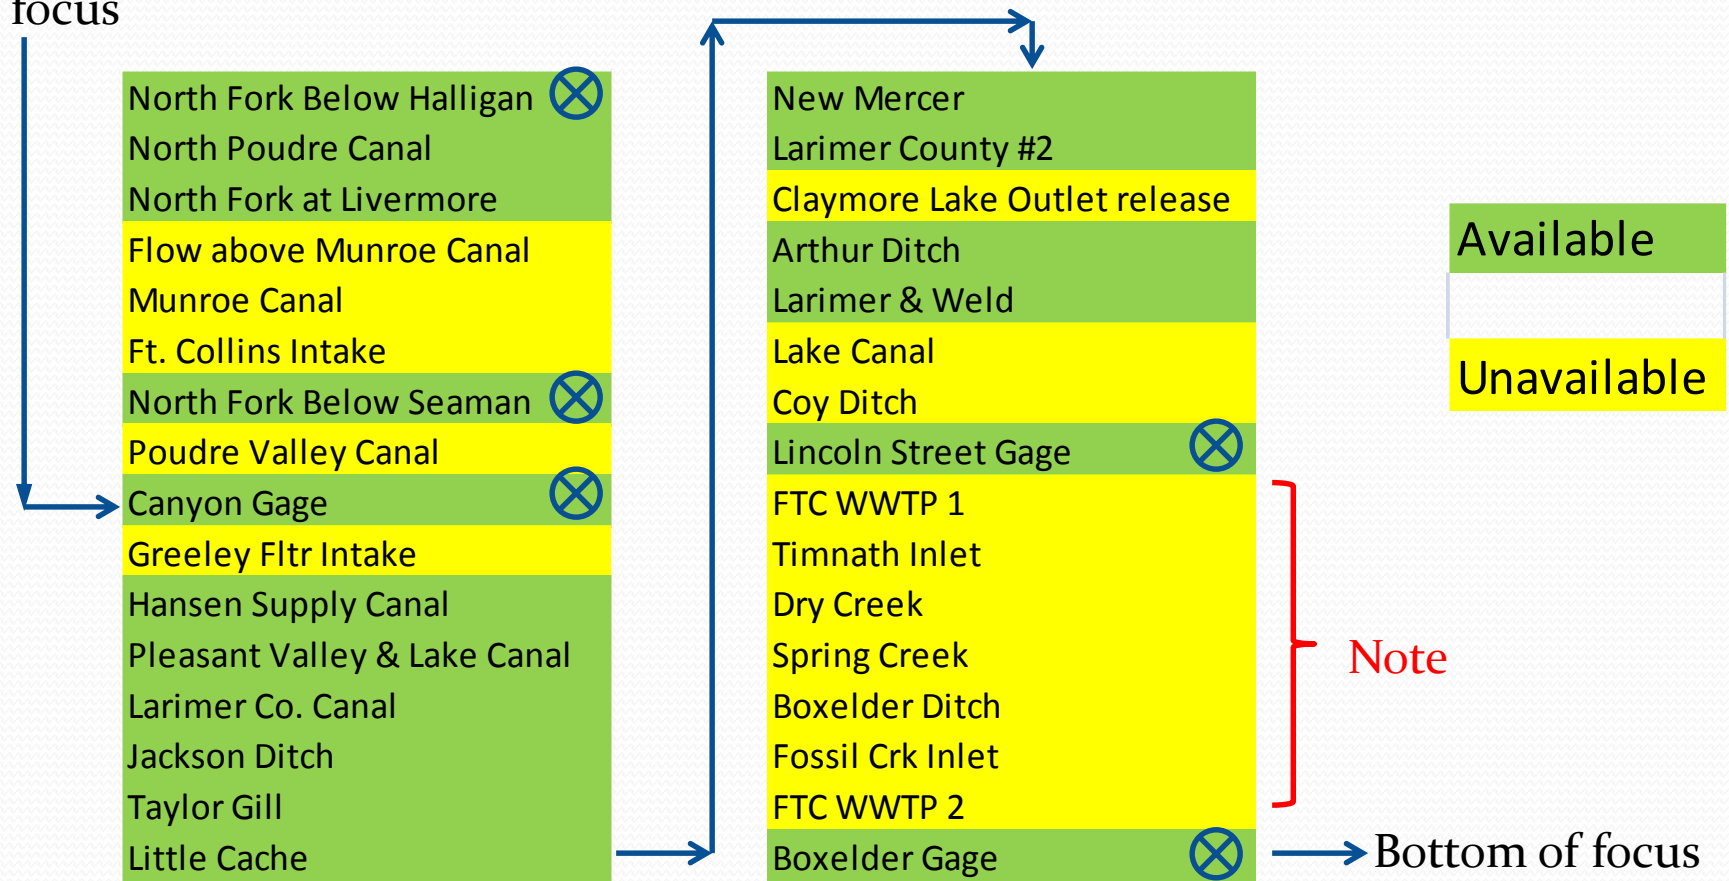 focus
North Fork Below Halligan
North Poudre Canal
North Fork at Livermore
Flow above Munroe Canal
Munroe Canal
Ft. Collins Intake
North Fork Below Seaman
Poudre Valley Canal
Canyon Gage
Greeley Fltr Intake
Hansen Supply Canal
Pleasant Valley & Lake Canal
Larimer Co. Canal
Jackson Ditch
Taylor Gill
Little Cache
New Mercer
Larimer County #2
Claymore Lake Outlet release
Arthur Ditch
Larimer & Weld
Lake Canal
Coy Ditch
Lincoln Street Gage
FTC WWTP 1
Timnath Inlet
Dry Creek
Spring Creek
Boxelder Ditch
Fossil Crk Inlet
FTC WWTP 2
Boxelder Gage
Available
Unavailable
Note
Bottom of focus